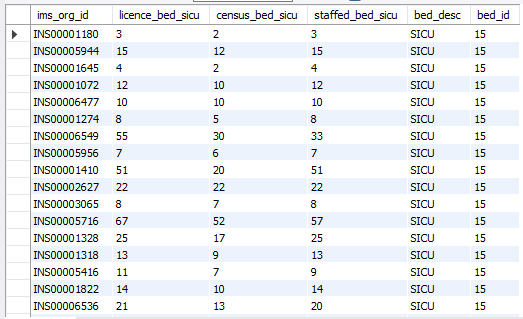 ims_org_id licence_bed_sicu census_bed_sicu staffed_bed_sicu bed_desc bed_id
INS00001180 3 2 3 SICU 15
INS00005944 15 12 15 SICU 15
INS00001645 4 2 4 SICU 15
INS00001072 12 10 12 SICU 15
INS00006477 10 10 10 SICU 15
INS00001274 8 5 8 SICU 15
INS00006549 55 30 33 SICU 15
INS00005956 7 6 7 SICU 15
INS00001410 51 20 51 SICU 15
INS00002627 22 22 22 SICU 15
INS00003065 8 7 8 SICU 15
INS00005716 67 52 57 SICU 15
INS00001328 25 17 25 SICU 15
INS00001318 13 9 13 SICU 15
INS00005416 11 7 9 SICU 15
INS00001822 14 10 14 SICU 15
INS00006536 21 13 20 SICU 15